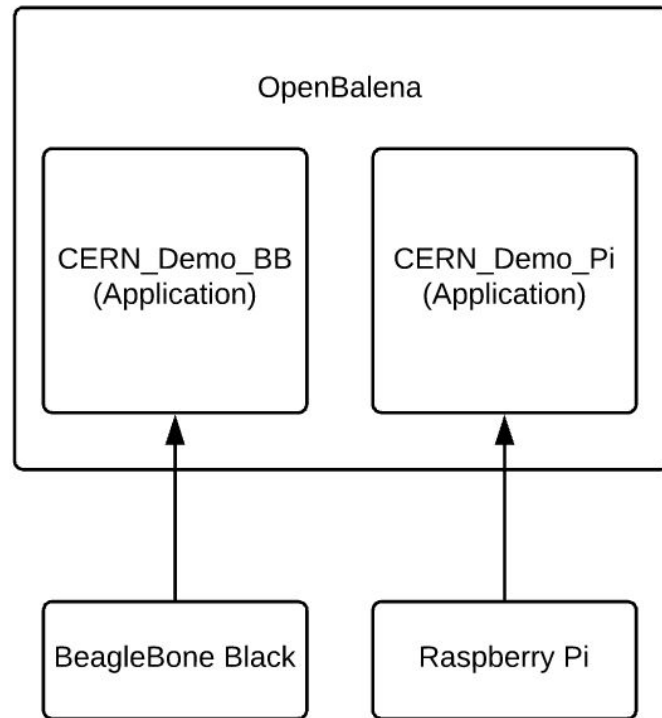 OpenBalena
CERN_Demo_BB
(Application)
CERN_Demo_Pi
(Application)
BeagleBone Black
Raspberry Pi